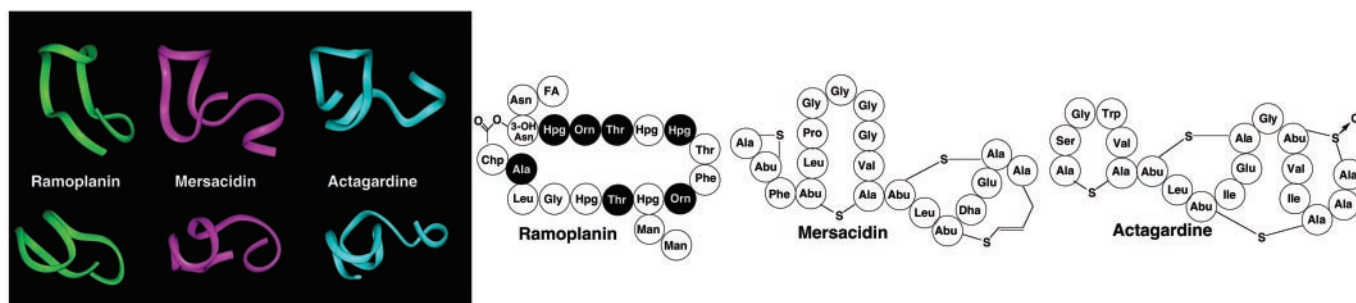 Ramoplanin Mersacidin Actagardine
Asn FA
O
O
3-OH
Asn
Hpg Orn Thr Hpg Hpg
Thr
Phe
Chp
Ala
Leu Gly Hpg Thr Hpg Orn
Man
Man
Ramoplanin
Gly
Gly Gly
Pro Gly
Ala S
Abu Leu Val
Phe Abu S Ala Abu
S Ala
Glu Ala
Leu Dha
Abu S
Mersacidin
Gly Trp
Ser Val
Ala S Ala Abu
S Ala Gly Abu S O
Leu Glu Val Ala
Abu Ile Ile Ala
S Ala
Actagardine